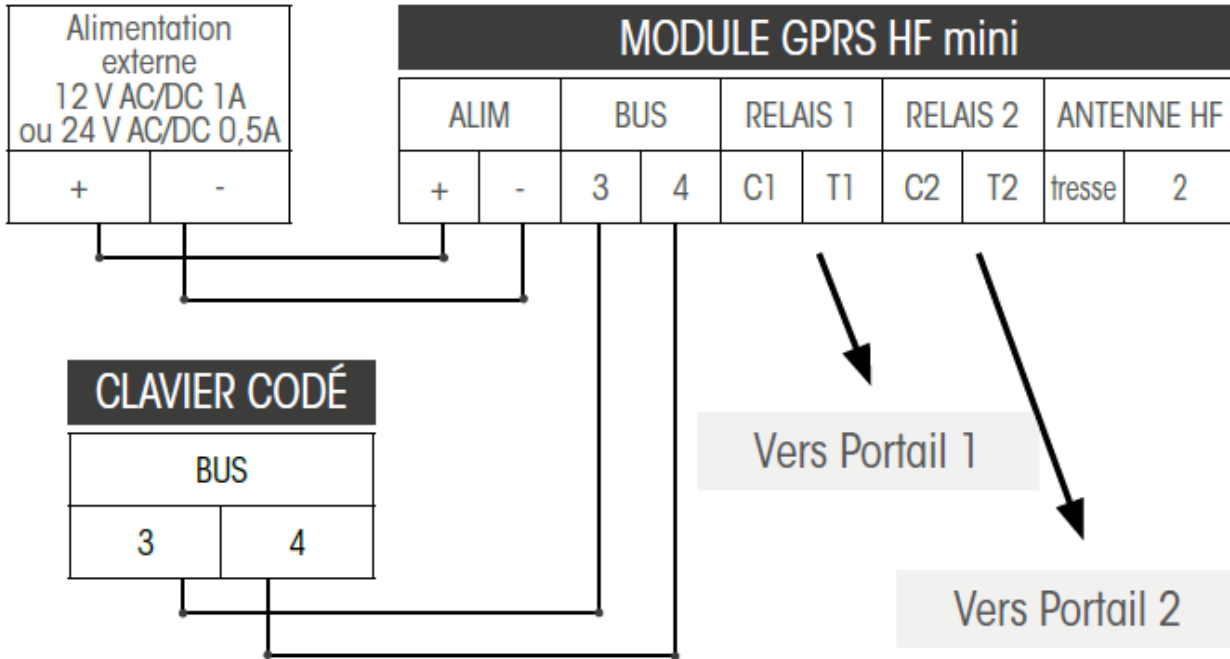 Alimentation
externe
12 V AC/DC 1A
ou 24 V AC/DC 0,5A
+ -
MODULE GPRS HF mini
ALIM BUS RELAIS 1 RELAIS 2 ANTENNE HF
+ - 3 4 C1 T1 C2 T2 tresse 2
CLAVIER CODÉ
BUS
3 4
Vers Portail 1
Vers Portail 2